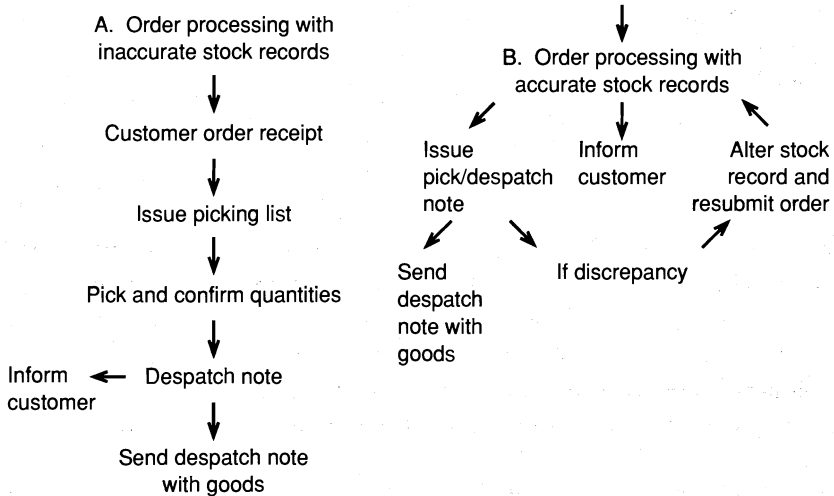 A. Order processing with
inaccurate stock records
Customer order receipt
Issue picking list
Pick and confirm quantities
Inform
customer
Despatch note
Send despatch note
with goods
B. Order processing with
accurate stock records
Issue
pick/despatch
note
Inform
customer
Alter stock
record and
resubmit order
Send
despatch
note with
goods
If discrepancy